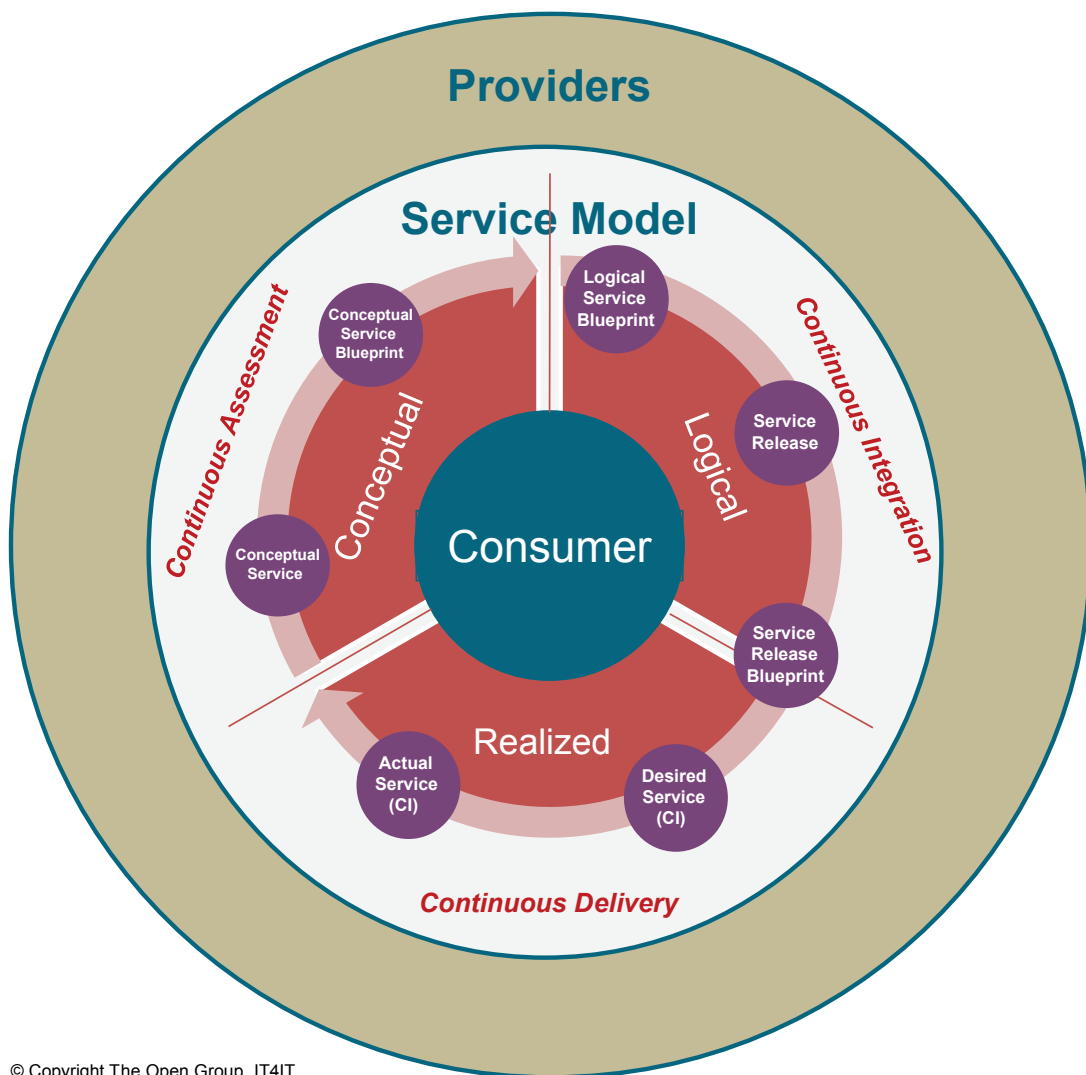 Providers
Service Model
Continuous Assessment
Conceptual
Service
Blueprint
Conceptual
Service
Conceptual
Logical
Service
Blueprint
Service
Release
Logical
Continuous Integration
Consumer
Service
Release
Blueprint
Realized
Actual
Service
(CI)
Desired
Service
(CI)
Continuous Delivery
© Copyright The Open Group, IT4IT